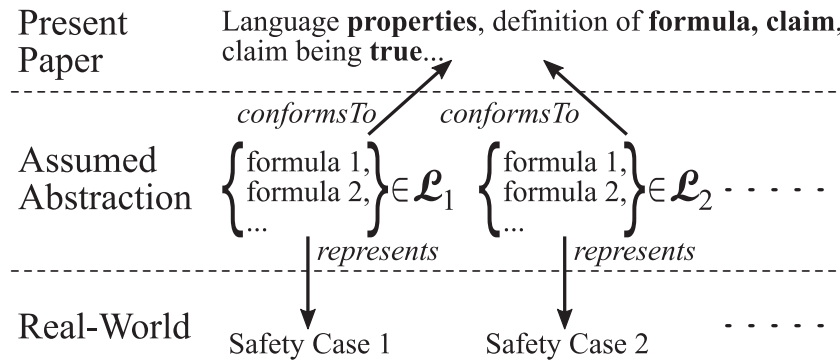 Present
Paper
Language properties, definition of formula, claim,
claim being true...
conformsTo conformsTo
Assumed
Abstraction
{formula 1,
formula 2,
...} ∈ ℒ1
{formula 1,
formula 2,
...} ∈ ℒ2 - - - - -
represents represents
Real-World
Safety Case 1 Safety Case 2 - - - - -